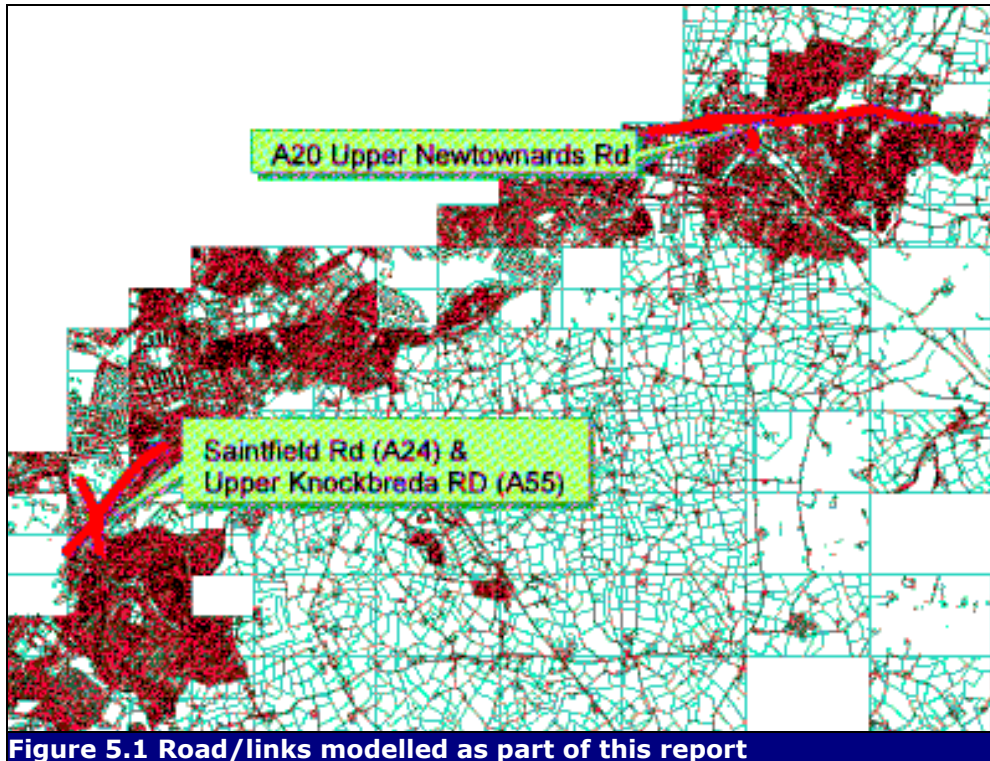 A20 Upper Newtownards Rd
Saintfield Rd (A24) &
Upper Knockbreda RD (A55)
Figure 5.1 Road/links modelled as part of this report